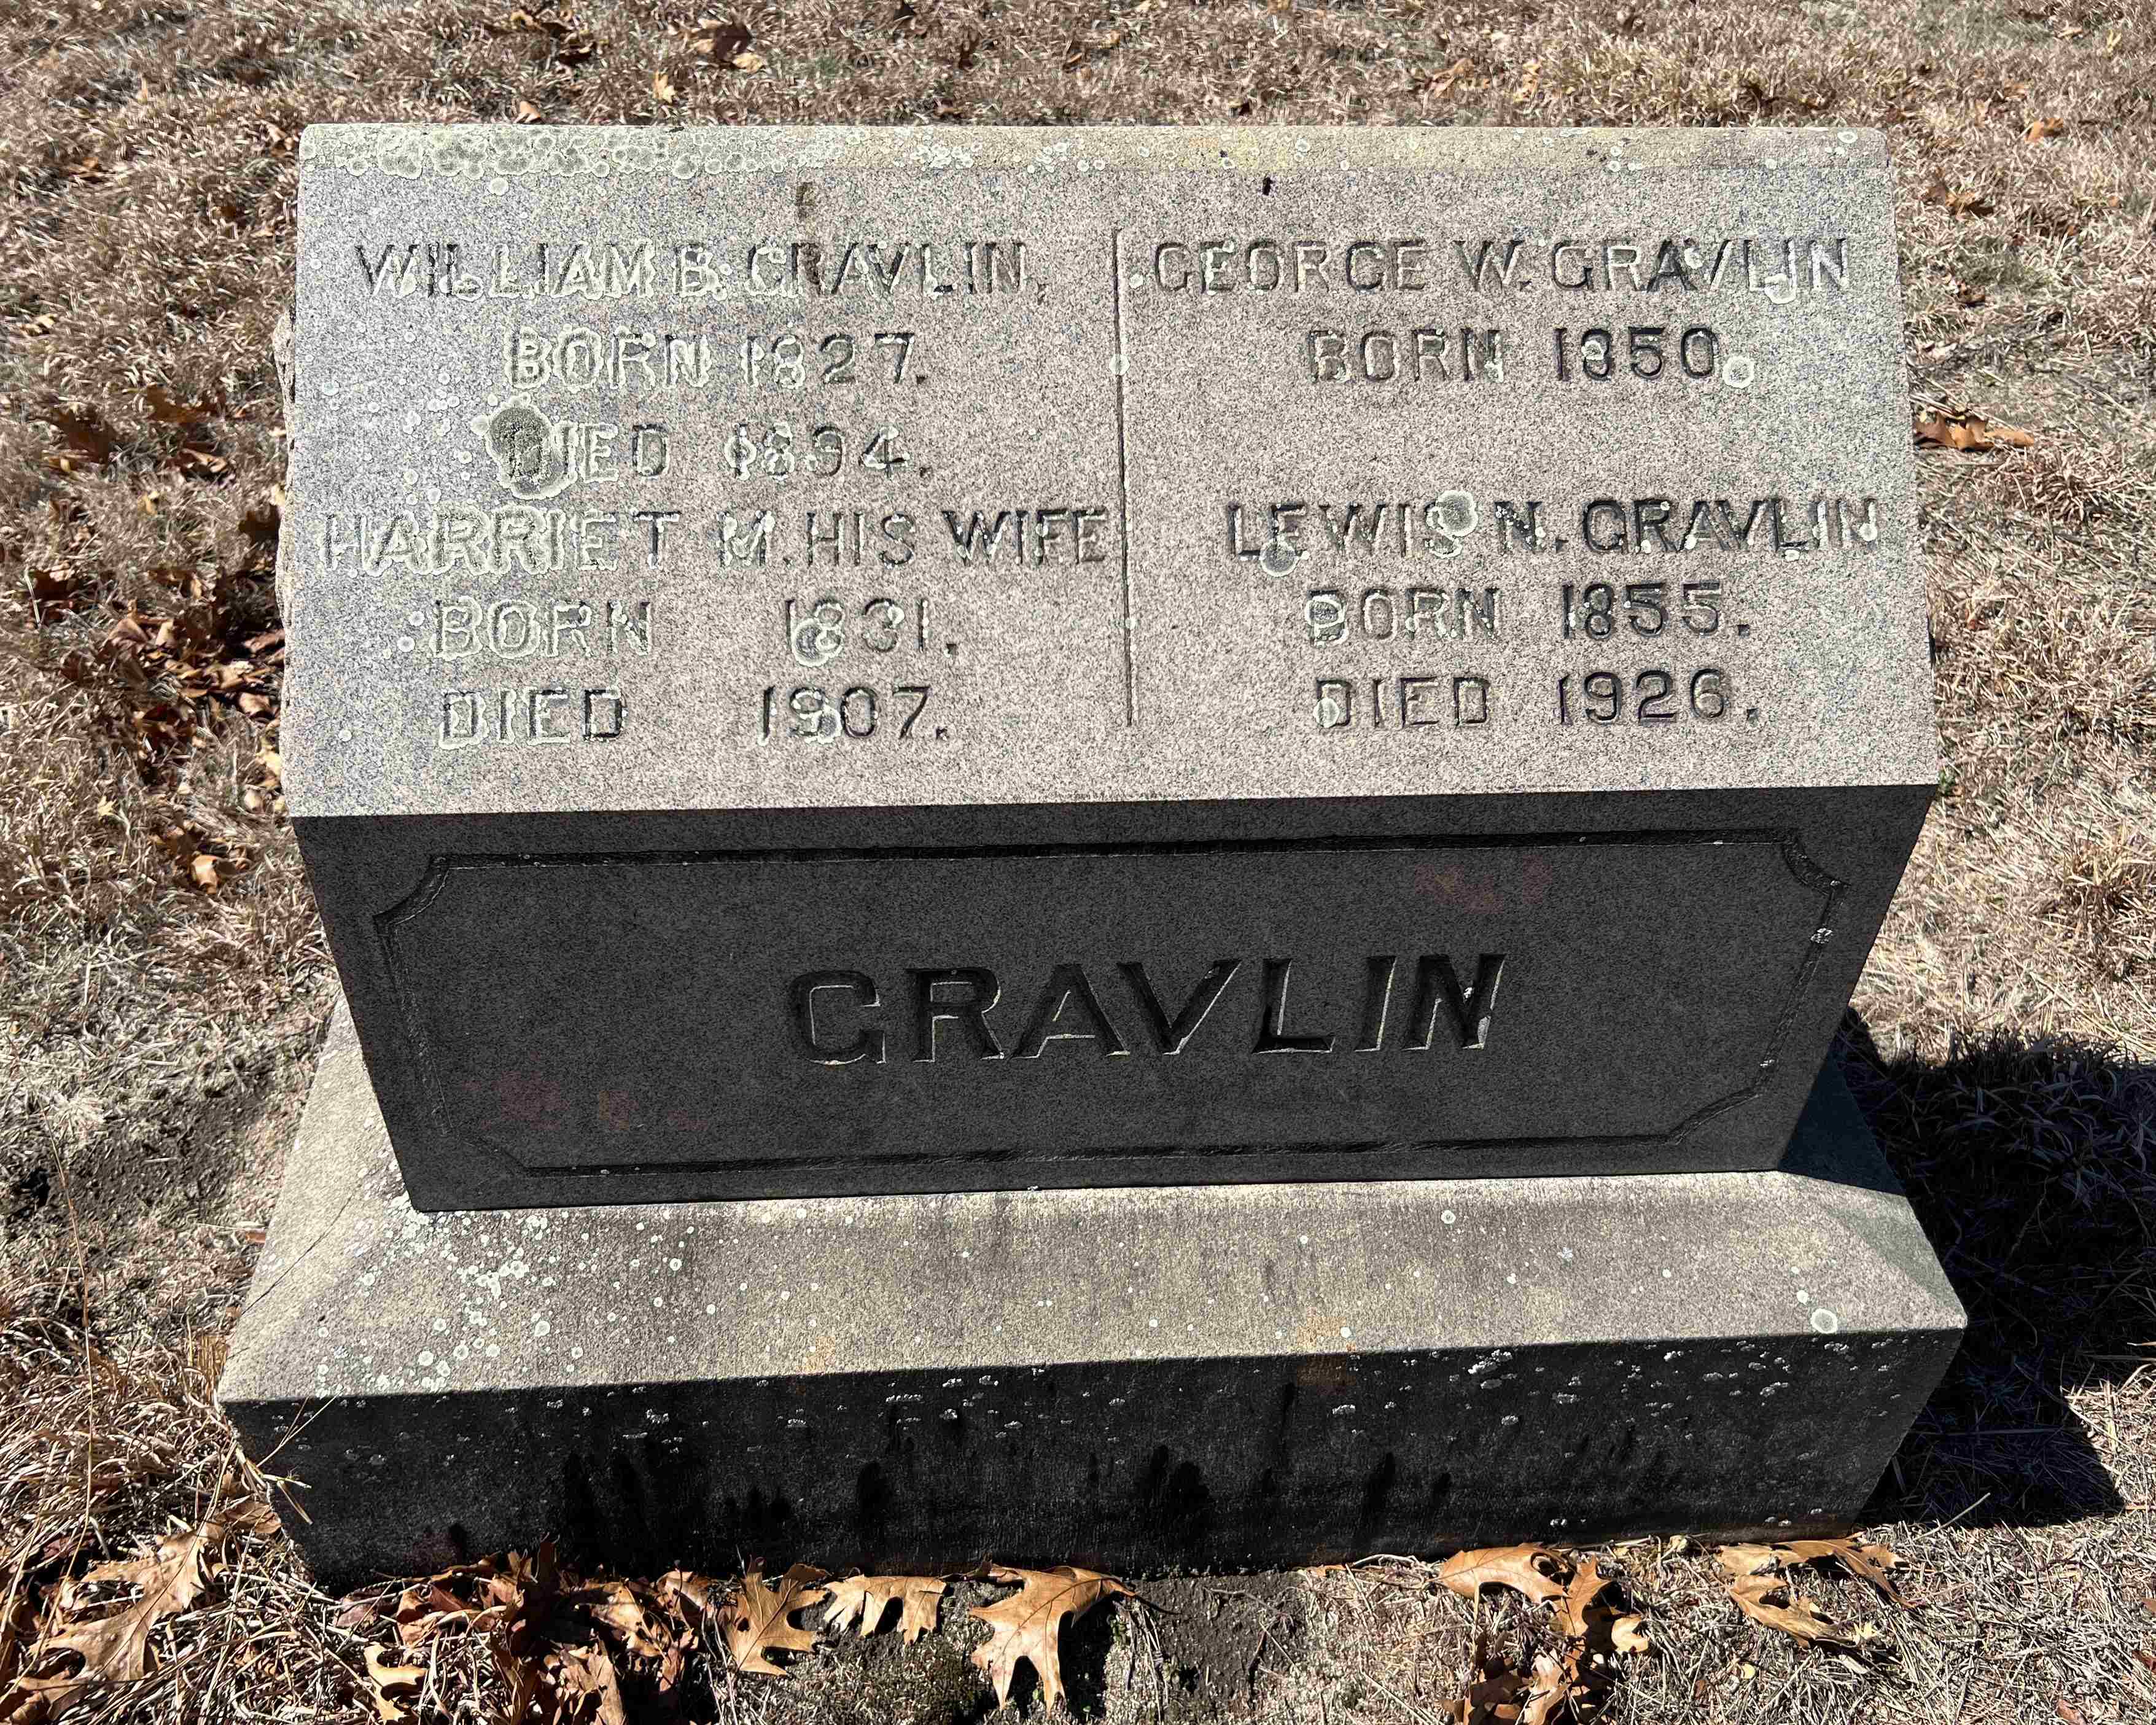 WILLIAM B. GRAVLIN,
BORN 1827.
DIED 1894.
HARRIET M. HIS WIFE
BORN 1831.
DIED 1907.
GEORGE W. GRAVLIN
BORN 1850.
LEWIS N. GRAVLIN
BORN 1855.
DIED 1926.
GRAVLIN